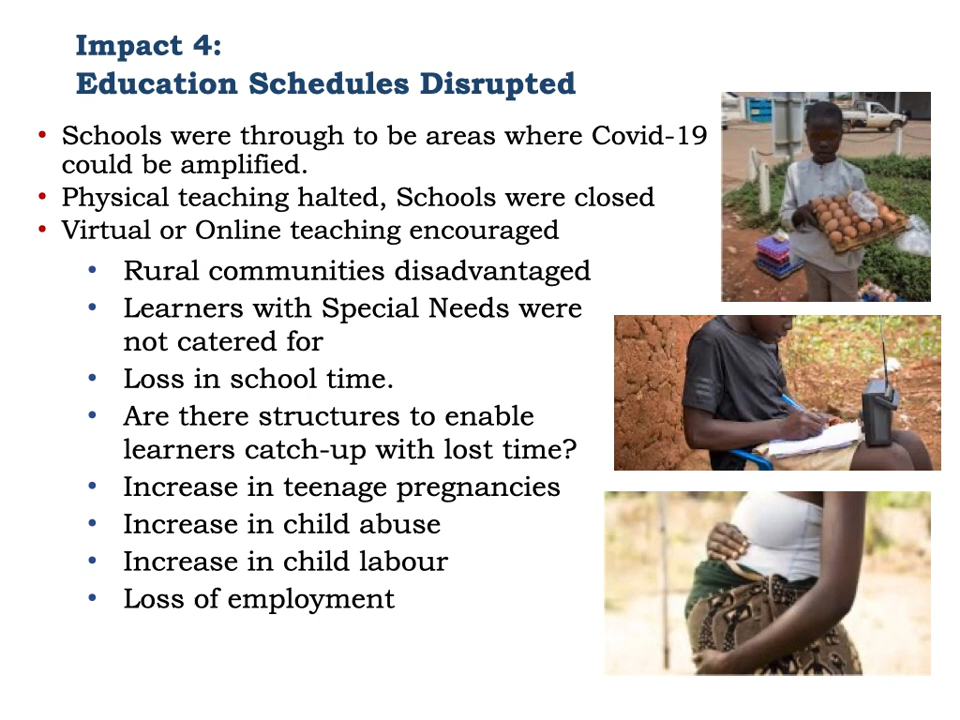 Impact 4:
Education Schedules Disrupted
• Schools were through to be areas where Covid-19
could be amplified.
• Physical teaching halted, Schools were closed
• Virtual or Online teaching encouraged
• Rural communities disadvantaged
• Learners with Special Needs were
not catered for
• Loss in school time.
• Are there structures to enable
learners catch-up with lost time?
• Increase in teenage pregnancies
• Increase in child abuse
• Increase in child labour
• Loss of employment